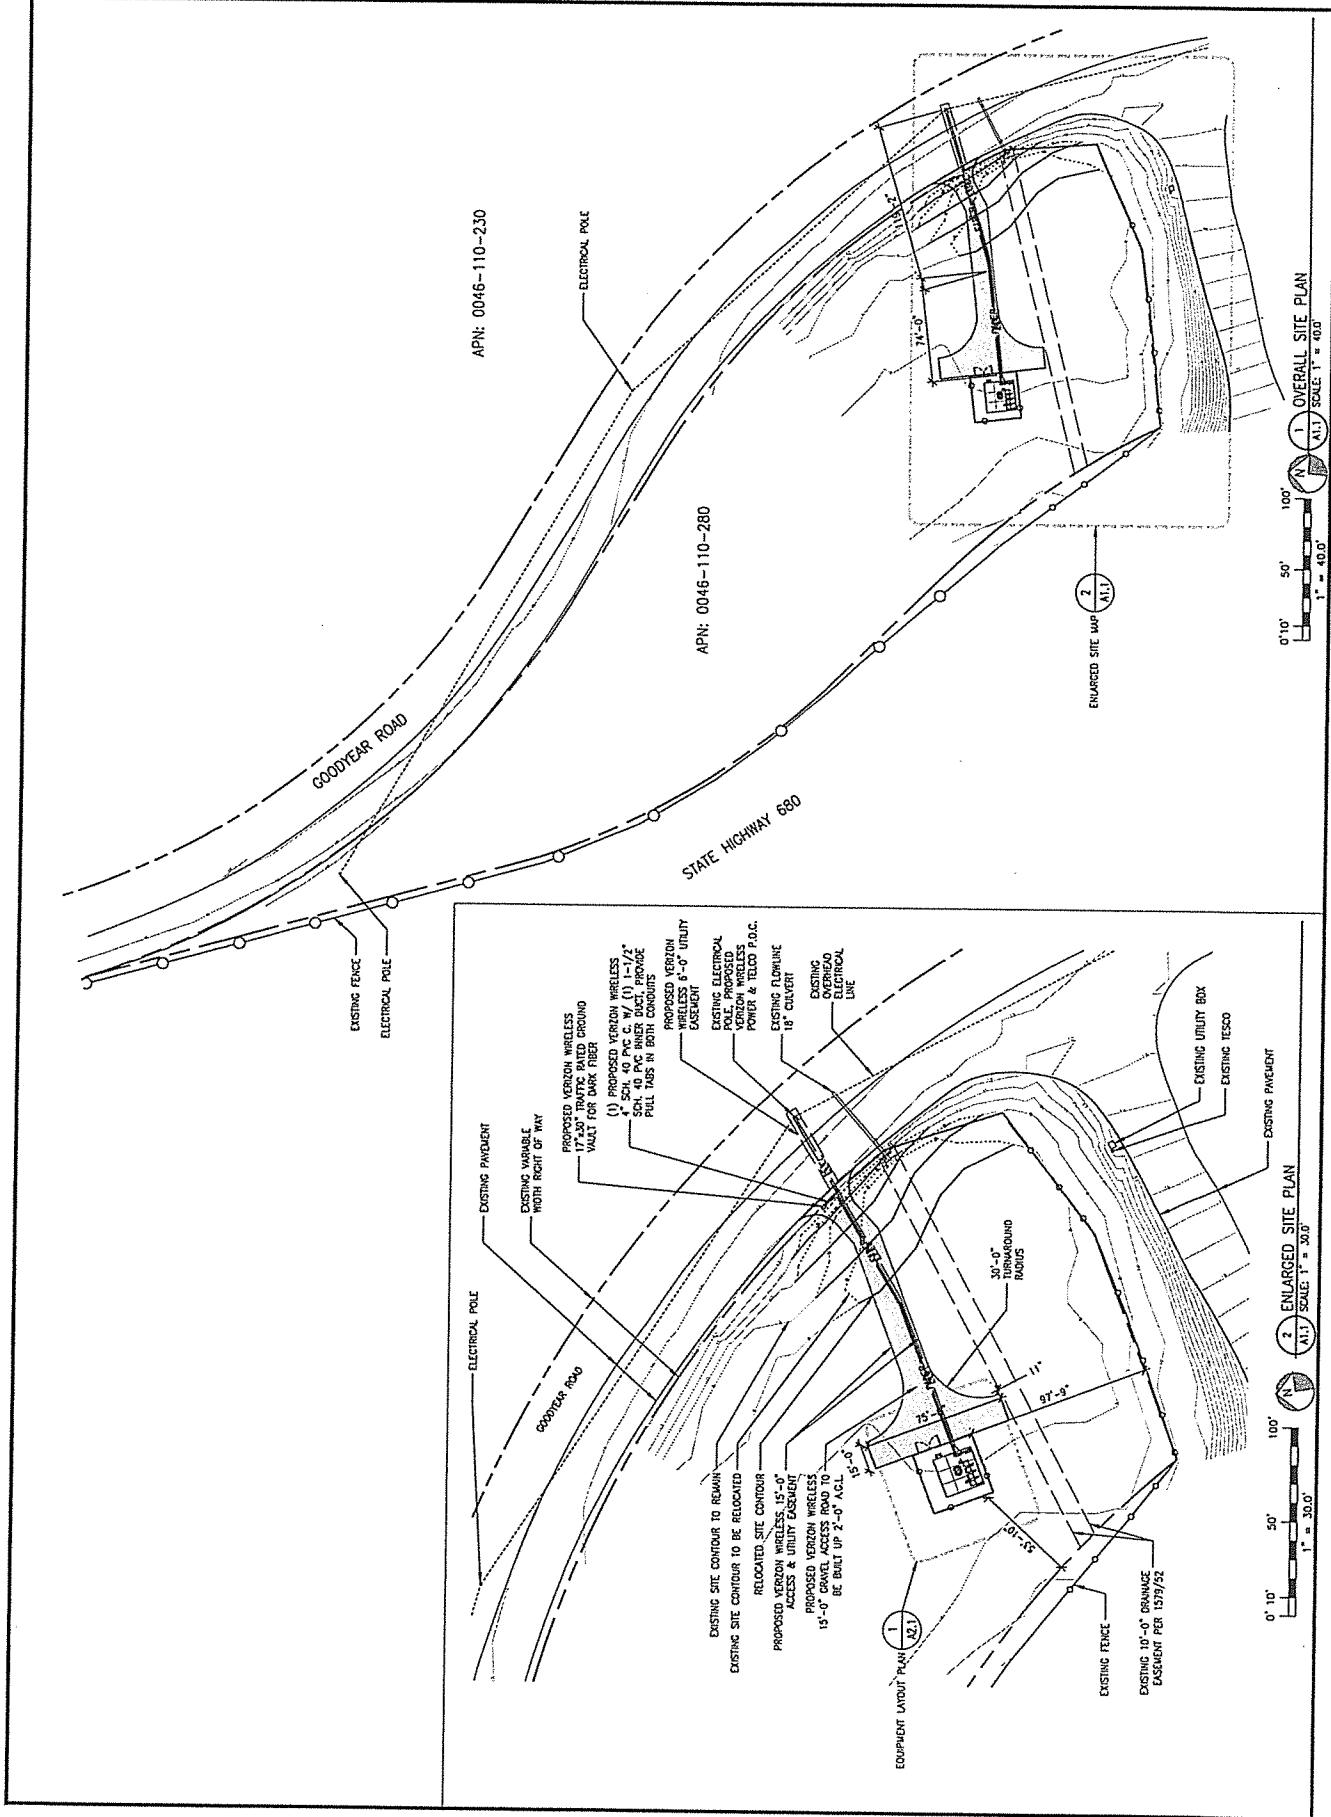 APN: 0046-110-230
ELECTRICAL POLE
APN: 0046-110-280
GOODYEAR ROAD
STATE HIGHWAY 680
EXISTING FENCE
ELECTRICAL POLE
74'-0"
ENLARGED SITE MAP
2
A1.1
0'10'
50'
100'
1" = 40.0'
N
1
A1.1
OVERALL SITE PLAN
SCALE: 1" = 40.0'
ELECTRICAL POLE
GOODYEAR ROAD
EXISTING PAVEMENT
EXISTING VARIABLE
WIDTH RIGHT OF WAY
PROPOSED VERIZON WIRELESS
17"x30" TRAFFIC RATED GROUND
VAULT FOR DARK FIBER
(1) PROPOSED VERIZON WIRELESS
4" SCH. 40 PVC C. W/ (1) 1-1/2"
SCH. 40 PVC INNER DUCT, PROVIDE
PULL TABS IN BOTH CONDUITS
PROPOSED VERIZON
WIRELESS 6'-0" UTILITY
EASEMENT
EXISTING ELECTRICAL
POLE, PROPOSED
VERIZON WIRELESS
POWER & TELCO P.O.C.
EXISTING FLOWLINE
18" CULVERT
EXISTING
OVERHEAD
ELECTRICAL
LINE
EXISTING SITE CONTOUR TO REMAIN
EXISTING SITE CONTOUR TO BE RELOCATED
RELOCATED SITE CONTOUR
PROPOSED VERIZON WIRELESS 15'-0"
ACCESS & UTILITY EASEMENT
PROPOSED VERIZON WIRELESS
15'-0" GRAVEL ACCESS ROAD TO
BE BUILT UP 2'-0" A.G.L.
15'-0"
30'-0"
TURNAROUND
RADIUS
11"
97'-9"
53'-10"
EQUIPMENT LAYOUT PLAN
1
A2.1
EXISTING FENCE
EXISTING 10'-0" DRAINAGE
EASEMENT PER 1579/52
EXISTING UTILITY BOX
EXISTING TESCO
EXISTING PAVEMENT
0' 10'
50'
100'
1" = 30.0'
N
2
A1.1
ENLARGED SITE PLAN
SCALE: 1" = 30.0'